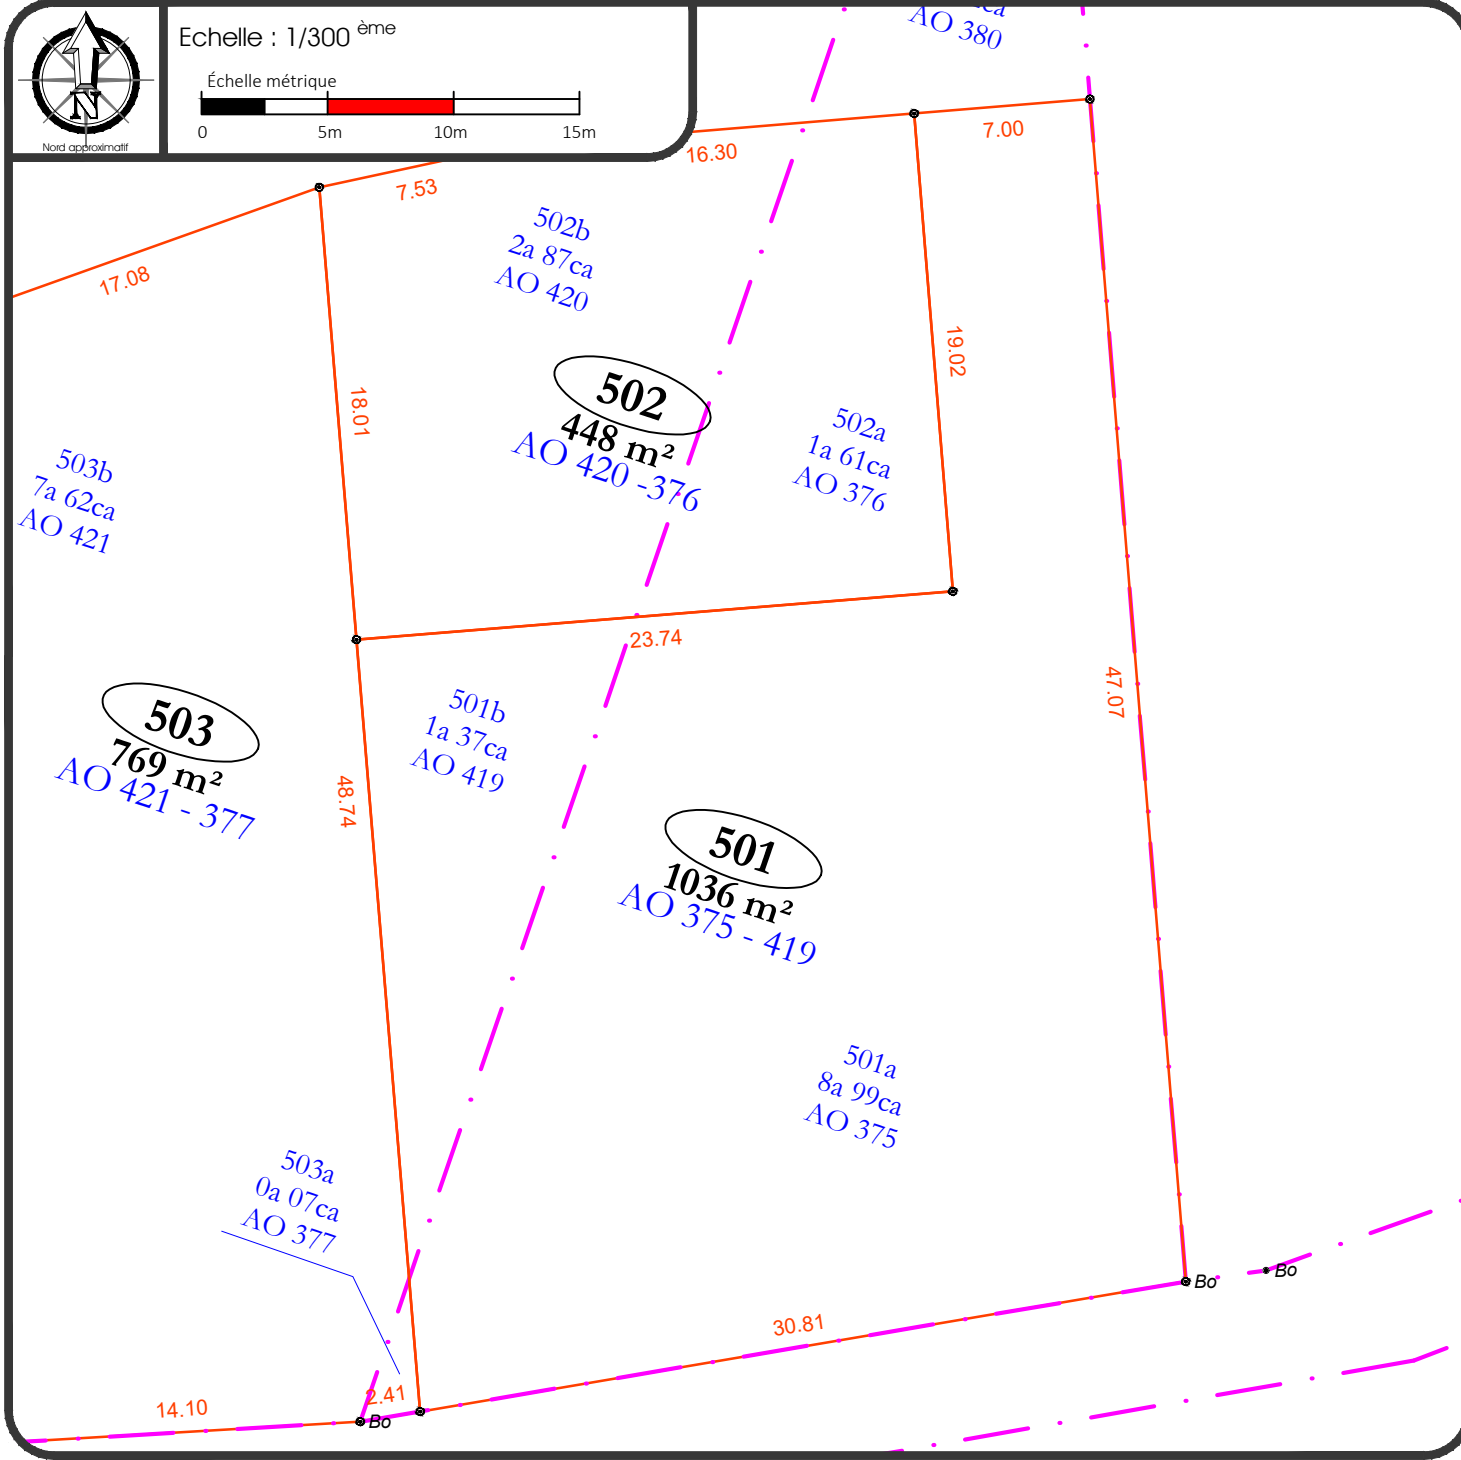 Echelle : 1/300 ème
Échelle métrique
0 5m 10m 15m
N
Nord approximatif
AO 380
7.00
16.30
7.53
17.08
502b
2a 87ca
AO 420
19.02
18.01
502
448 m²
AO 420 -376
502a
1a 61ca
AO 376
503b
7a 62ca
AO 421
23.74
47.07
503
769 m²
AO 421 - 377
501b
1a 37ca
AO 419
48.74
501
1036 m²
AO 375 - 419
501a
8a 99ca
AO 375
503a
0a 07ca
AO 377
Bo
Bo
30.81
2.41
14.10
Bo